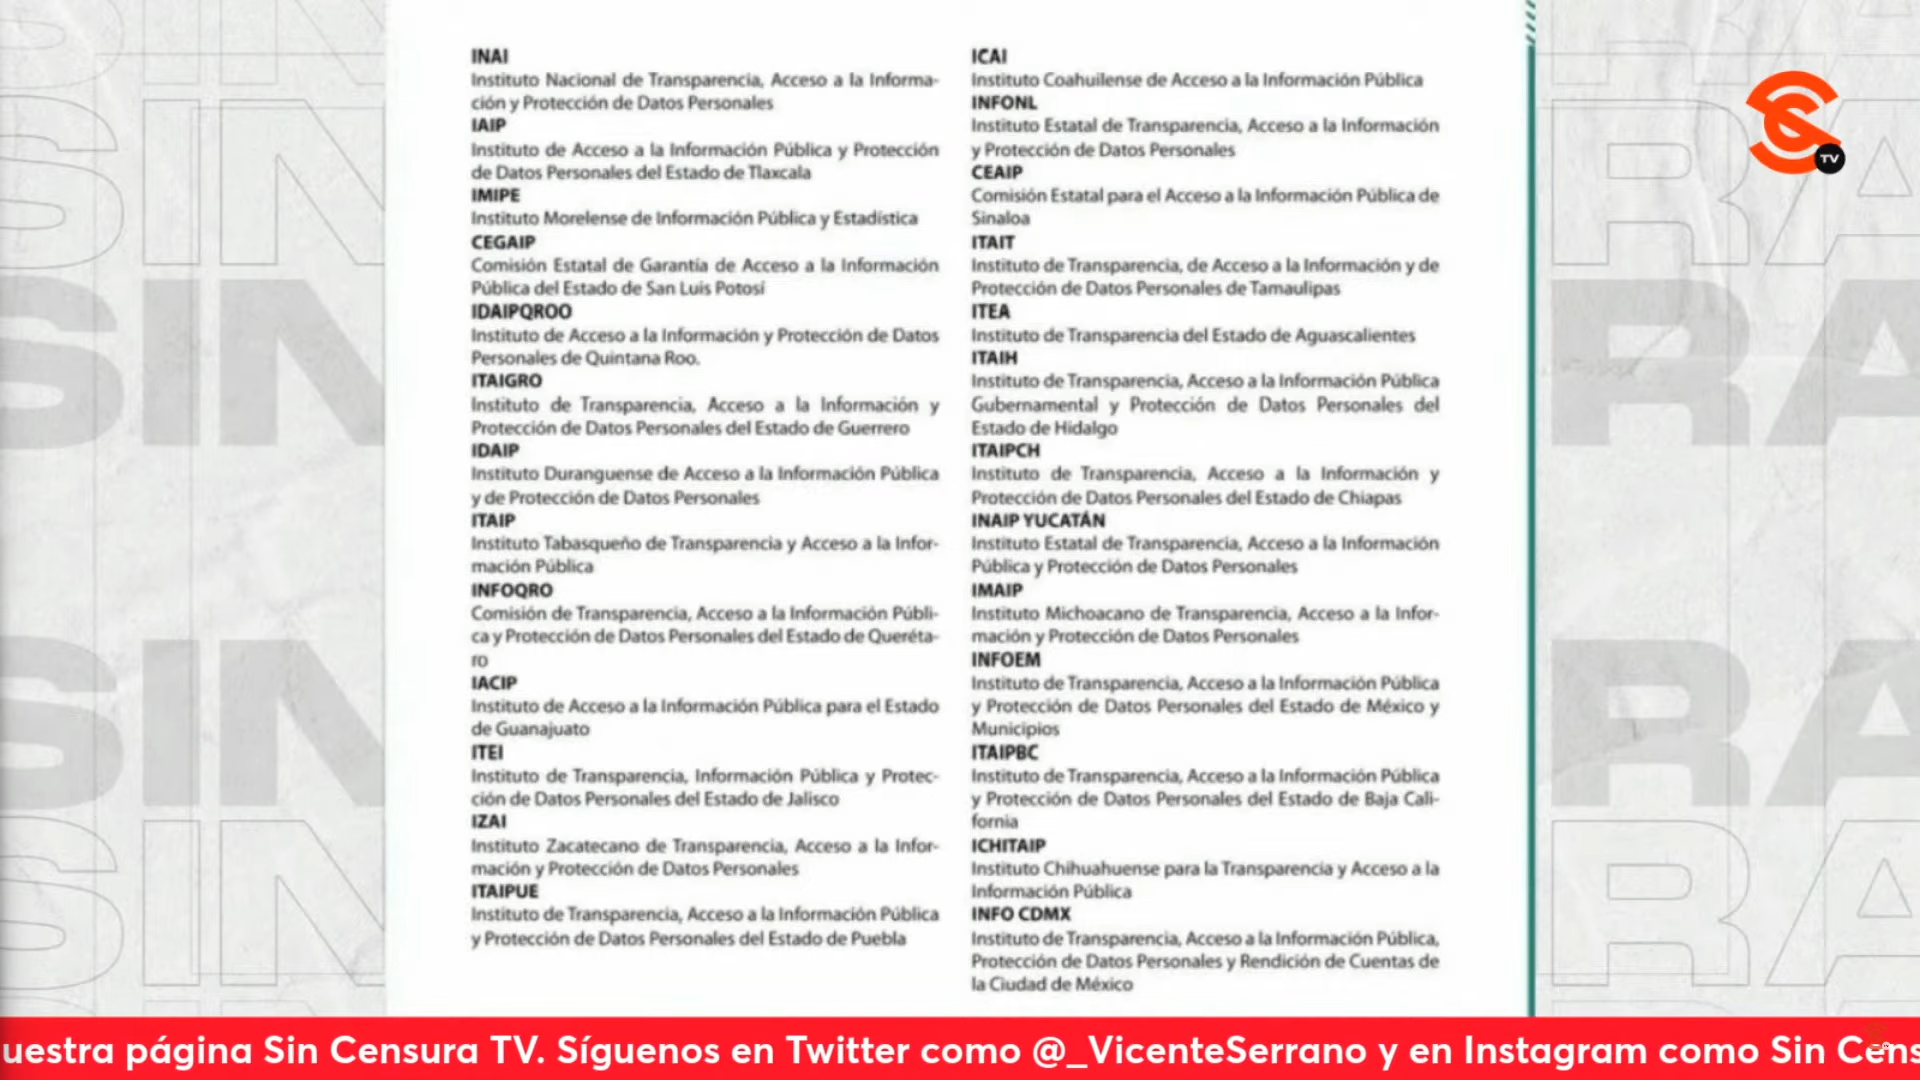 INAI
Instituto Nacional de Transparencia, Acceso a la Informa-
ción y Protección de Datos Personales
IAIP
Instituto de Acceso a la Información Pública y Protección
de Datos Personales del Estado de Tlaxcala
IMIPE
Instituto Morelense de Información Pública y Estadística
CEGAIP
Comisión Estatal de Garantía de Acceso a la Información
Pública del Estado de San Luis Potosí
IDAIPQROO
Instituto de Acceso a la Información y Protección de Datos
Personales de Quintana Roo.
ITAIGRO
Instituto de Transparencia, Acceso a la Información y
Protección de Datos Personales del Estado de Guerrero
IDAIP
Instituto Duranguense de Acceso a la Información Pública
y de Protección de Datos Personales
ITAIP
Instituto Tabasqueño de Transparencia y Acceso a la Infor-
mación Pública
INFOQRO
Comisión de Transparencia, Acceso a la Información Públi-
ca y Protección de Datos Personales del Estado de Queréta-
ro
IACIP
Instituto de Acceso a la Información Pública para el Estado
de Guanajuato
ITEI
Instituto de Transparencia, Información Pública y Protec-
ción de Datos Personales del Estado de Jalisco
IZAI
Instituto Zacatecano de Transparencia, Acceso a la Infor-
mación y Protección de Datos Personales
ITAIPUE
Instituto de Transparencia, Acceso a la Información Pública
y Protección de Datos Personales del Estado de Puebla
ICAI
Instituto Coahuilense de Acceso a la Información Pública
INFONL
Instituto Estatal de Transparencia, Acceso a la Información
y Protección de Datos Personales
CEAIP
Comisión Estatal para el Acceso a la Información Pública de
Sinaloa
ITAIT
Instituto de Transparencia, de Acceso a la Información y de
Protección de Datos Personales de Tamaulipas
ITEA
Instituto de Transparencia del Estado de Aguascalientes
ITAIH
Instituto de Transparencia, Acceso a la Información Pública
Gubernamental y Protección de Datos Personales del
Estado de Hidalgo
ITAIPCH
Instituto de Transparencia, Acceso a la Información y
Protección de Datos Personales del Estado de Chiapas
INAIP YUCATÁN
Instituto Estatal de Transparencia, Acceso a la Información
Pública y Protección de Datos Personales
IMAIP
Instituto Michoacano de Transparencia, Acceso a la Infor-
mación y Protección de Datos Personales
INFOEM
Instituto de Transparencia, Acceso a la Información Pública
y Protección de Datos Personales del Estado de México y
Municipios
ITAIPBC
Instituto de Transparencia, Acceso a la Información Pública
y Protección de Datos Personales del Estado de Baja Cali-
fornia
ICHITAIP
Instituto Chihuahuense para la Transparencia y Acceso a la
Información Pública
INFO CDMX
Instituto de Transparencia, Acceso a la Información Pública,
Protección de Datos Personales y Rendición de Cuentas de
la Ciudad de México
TV
SIN
SIN
SIN
SIN
RA
RA
RA
RA
uestra página Sin Censura TV. Síguenos en Twitter como @_VicenteSerrano y en Instagram como Sin Cens